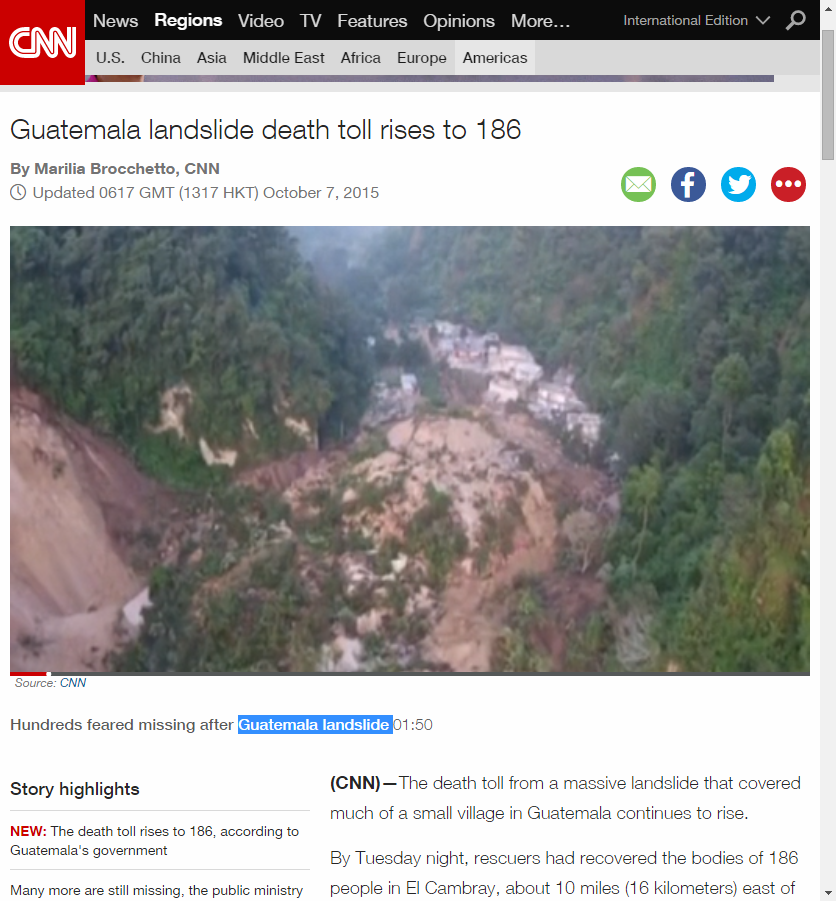 CNN
News Regions Video TV Features Opinions More... International Edition
U.S. China Asia Middle East Africa Europe Americas
Guatemala landslide death toll rises to 186
By Marilia Brocchetto, CNN
Updated 0617 GMT (1317 HKT) October 7, 2015
Source: CNN
Hundreds feared missing after Guatemala landslide 01:50
Story highlights
NEW: The death toll rises to 186, according to
Guatemala's government
Many more are still missing, the public ministry
(CNN)—The death toll from a massive landslide that covered
much of a small village in Guatemala continues to rise.
By Tuesday night, rescuers had recovered the bodies of 186
people in El Cambray, about 10 miles (16 kilometers) east of